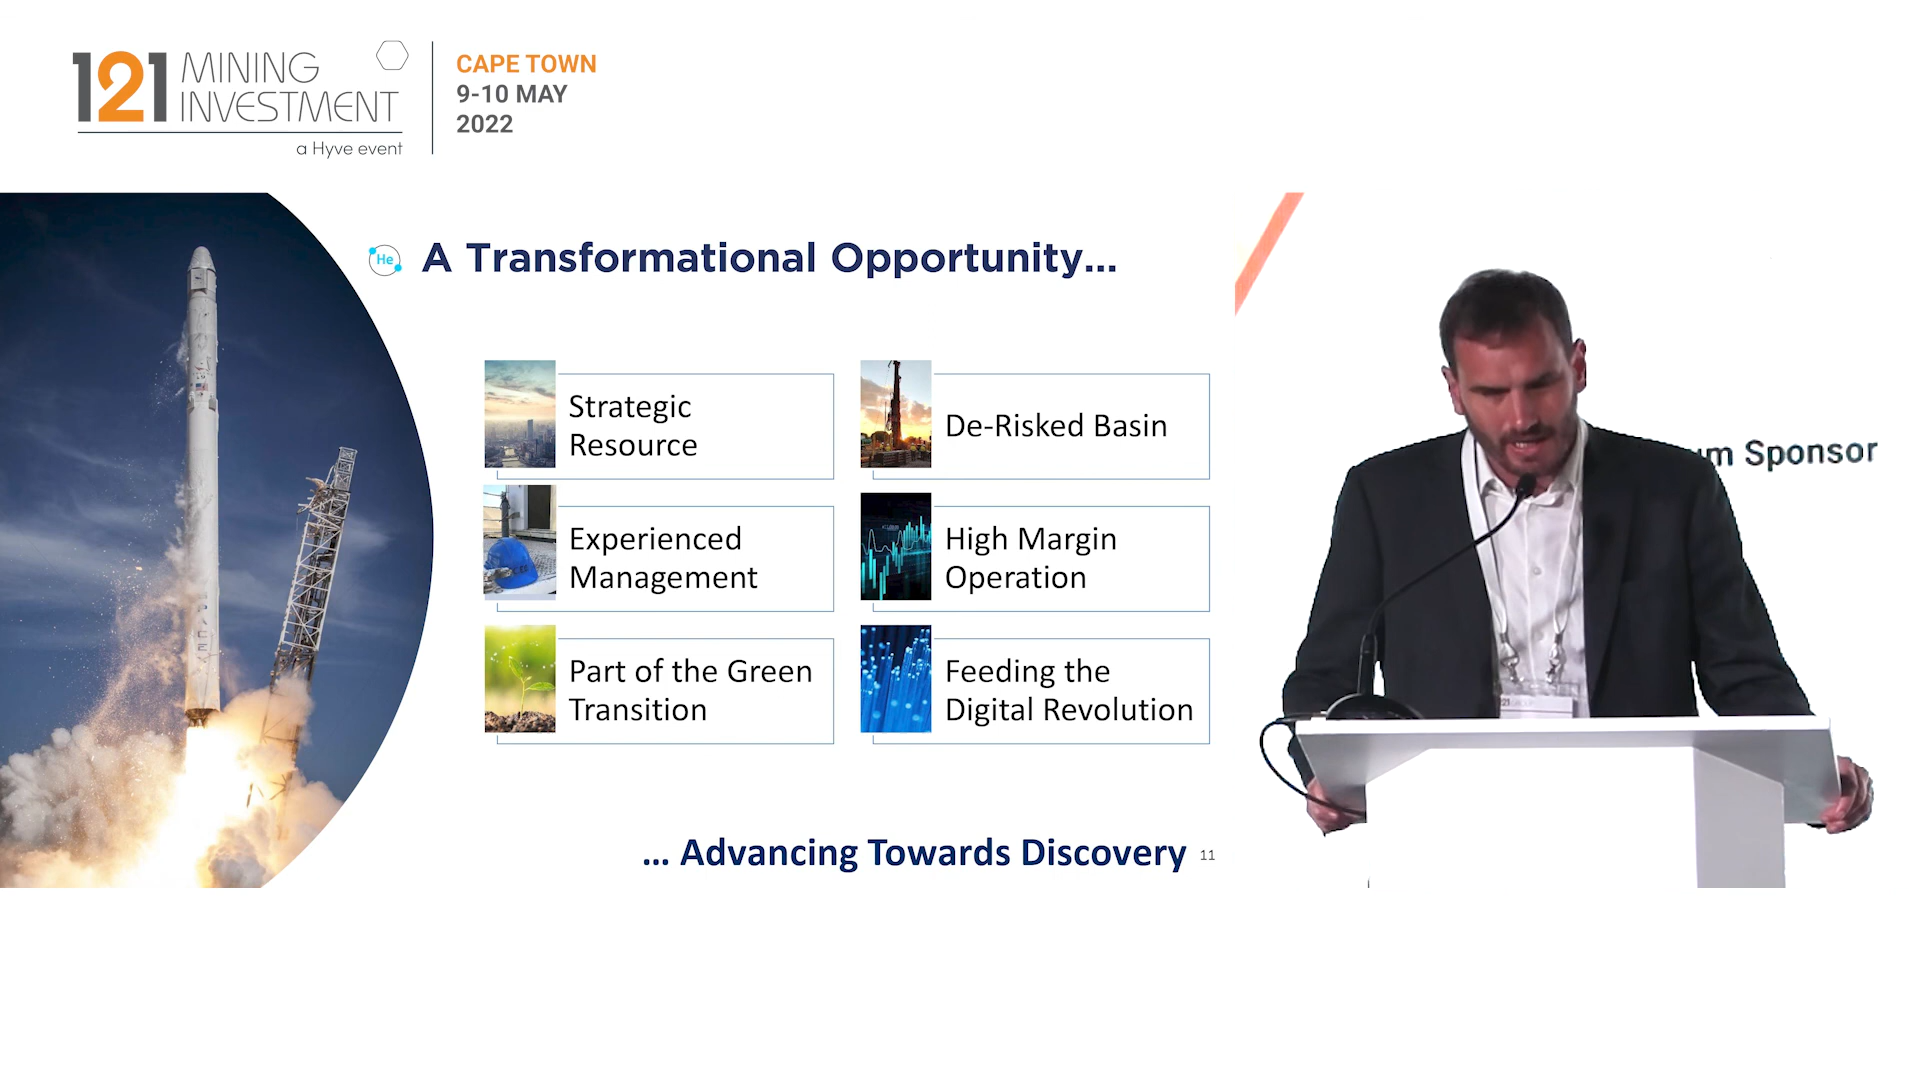 121 MINING
INVESTMENT
a Hyve event
CAPE TOWN
9-10 MAY
2022
He
A Transformational Opportunity...
Strategic
Resource
De-Risked Basin
Experienced
Management
High Margin
Operation
Part of the Green
Transition
Feeding the
Digital Revolution
... Advancing Towards Discovery
11
Sponsor